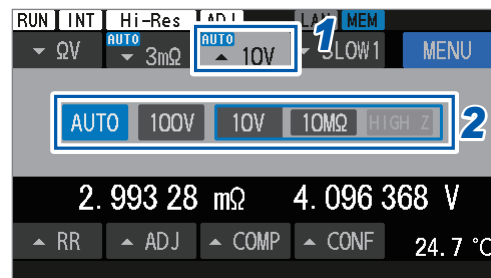 RUN INT Hi-Res ADJ LAN MEM
ΩV AUTO 3mΩ AUTO 10V 1 SLOW1 MENU
AUTO 100V 10V 10MΩ HIGH Z 2
2.993 28 mΩ 4.096 368 V
RR ADJ COMP CONF 24.7 °C